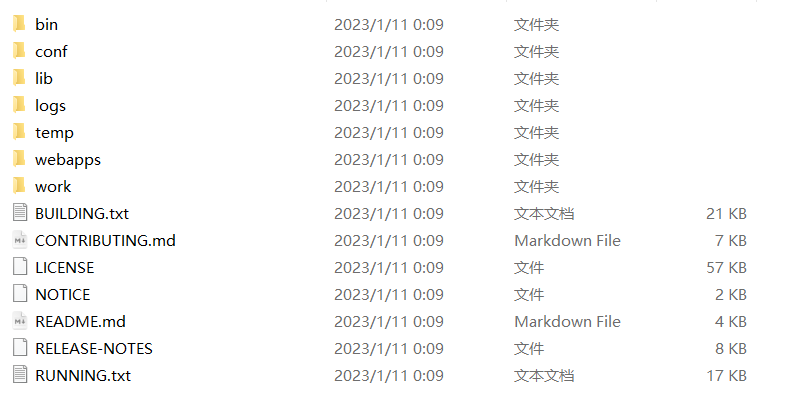 bin 2023/1/11 0:09 文件夹
conf 2023/1/11 0:09 文件夹
lib 2023/1/11 0:09 文件夹
logs 2023/1/11 0:09 文件夹
temp 2023/1/11 0:09 文件夹
webapps 2023/1/11 0:09 文件夹
work 2023/1/11 0:09 文件夹
BUILDING.txt 2023/1/11 0:09 文本文档 21 KB
CONTRIBUTING.md 2023/1/11 0:09 Markdown File 7 KB
LICENSE 2023/1/11 0:09 文件 57 KB
NOTICE 2023/1/11 0:09 文件 2 KB
README.md 2023/1/11 0:09 Markdown File 4 KB
RELEASE-NOTES 2023/1/11 0:09 文件 8 KB
RUNNING.txt 2023/1/11 0:09 文本文档 17 KB